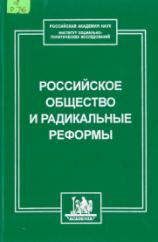 РОССИЙСКАЯ АКАДЕМИЯ НАУК
ИНСТИТУТ СОЦИАЛЬНО-
ПОЛИТИЧЕСКИХ ИССЛЕДОВАНИЙ
РОССИЙСКОЕ
ОБЩЕСТВО
И РАДИКАЛЬНЫЕ
РЕФОРМЫ